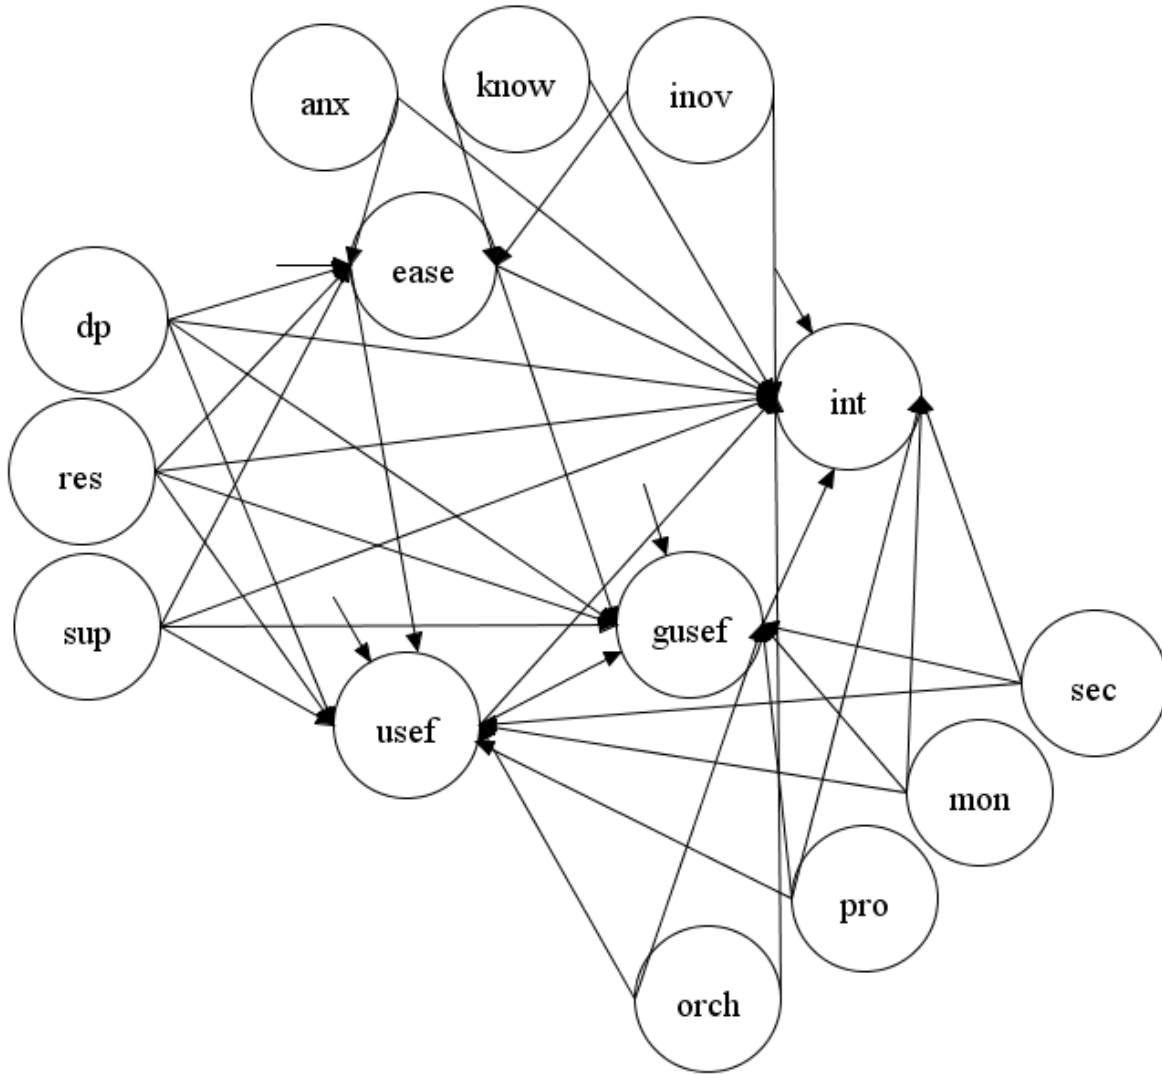 anx
know
inov
ease
dp
int
res
sup
gusef
usef
sec
mon
pro
orch